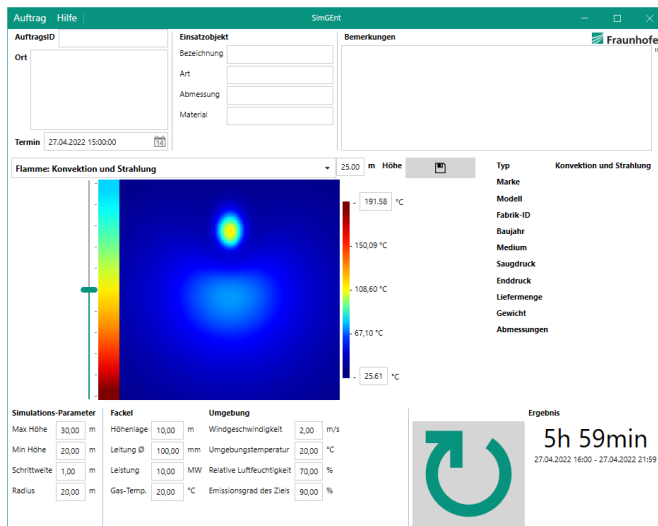 Auftrag Hilfe SimGEnt
AuftragsID
Ort
Termin 27.04.2022 15:00:00 14
Einsatzobjekt
Bezeichnung
Art
Abmessung
Material
Bemerkungen
Fraunhofe
Flamme: Konvektion und Strahlung 25.00 m Höhe
Typ Konvektion und Strahlung
Marke
Modell
Fabrik-ID
Baujahr
Medium
Saugdruck
Enddruck
Liefermenge
Gewicht
Abmessungen
191.58 °C
150,09 °C
108,60 °C
67,10 °C
25.61 °C
Simulations-Parameter
Max Höhe 30,00 m
Min Höhe 20,00 m
Schrittweite 1,00 m
Radius 20,00 m
Fackel
Höhenlage 10,00 m
Leitung Ø 100,00 mm
Leistung 10,00 MW
Gas-Temp. 20,00 °C
Umgebung
Windgeschwindigkeit 2,00 m/s
Umgebungstemperatur 20,00 °C
Relative Luftfeuchtigkeit 70,00 %
Emissionsgrad des Ziels 90,00 %
Ergebnis
5h 59min
27.04.2022 16:00 - 27.04.2022 21:59